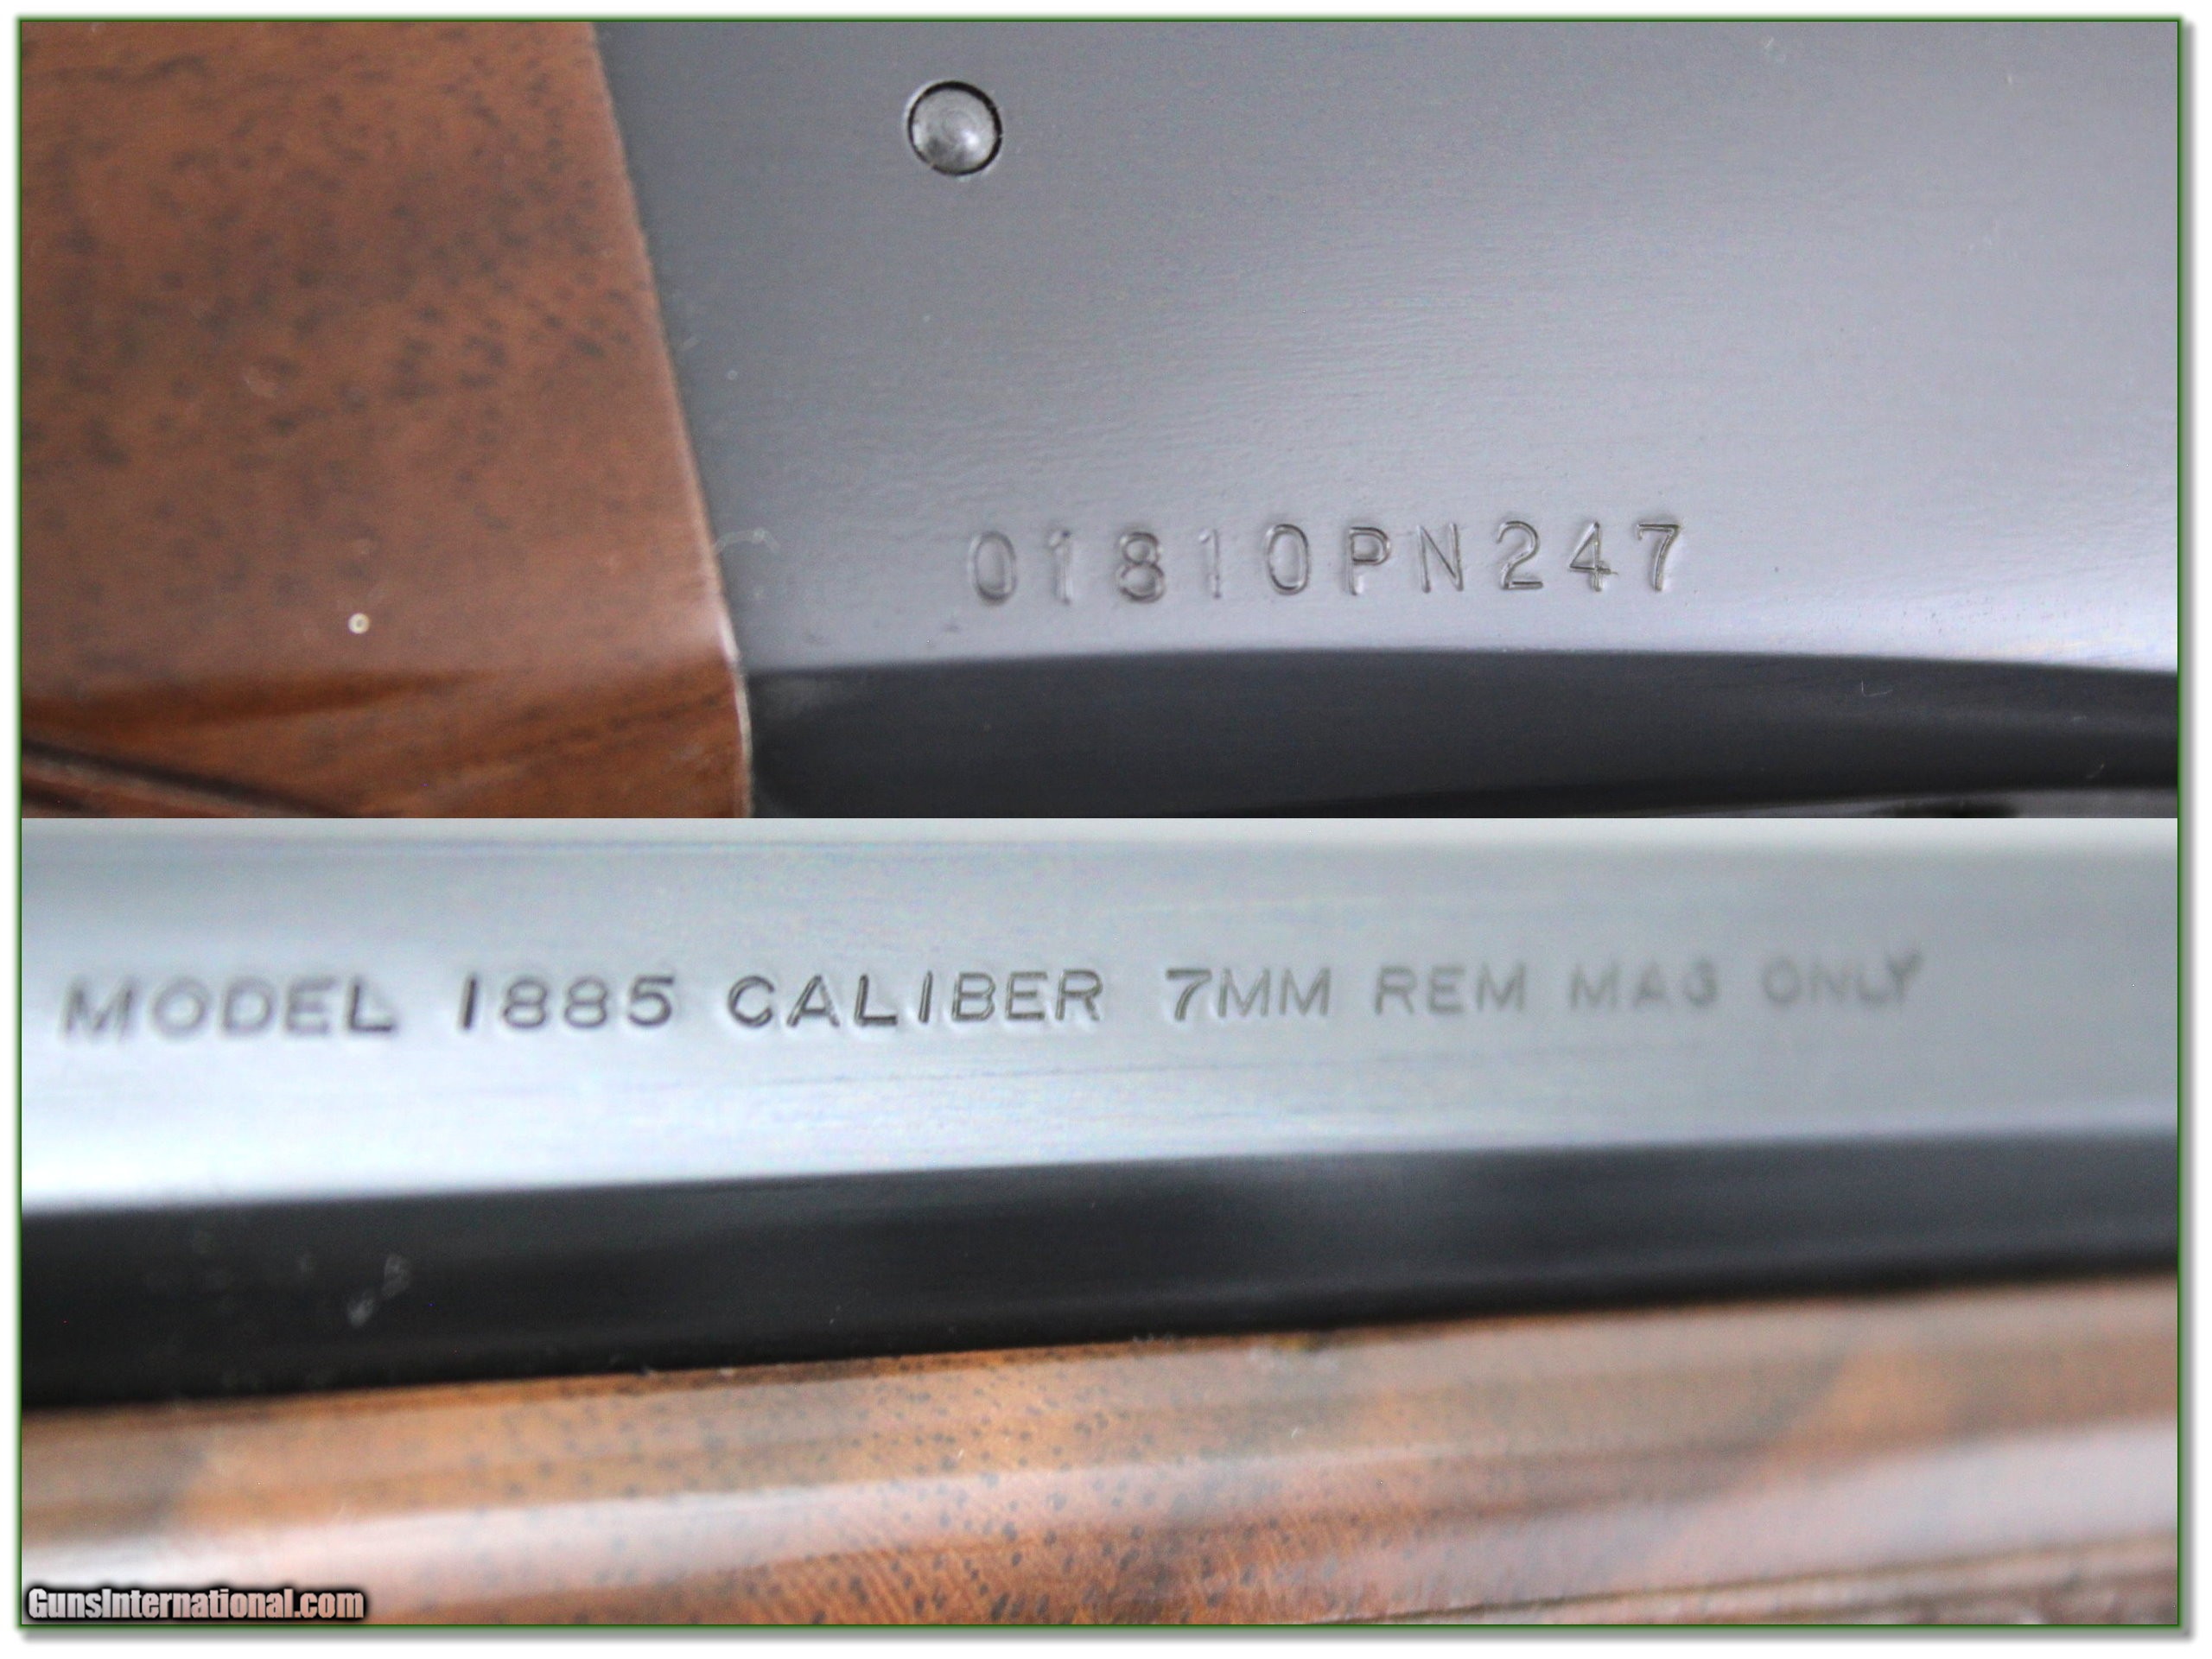 01810PN247
MODEL 1885 CALIBER 7MM REM MAG ONLY
GunsInternational.com